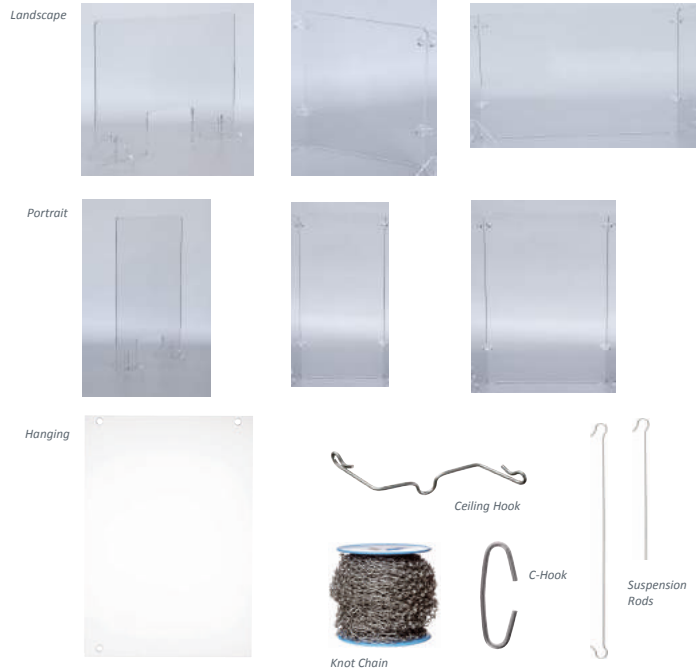 Landscape
Portrait
Hanging
Ceiling Hook
C-Hook
Suspension
Rods
Knot Chain